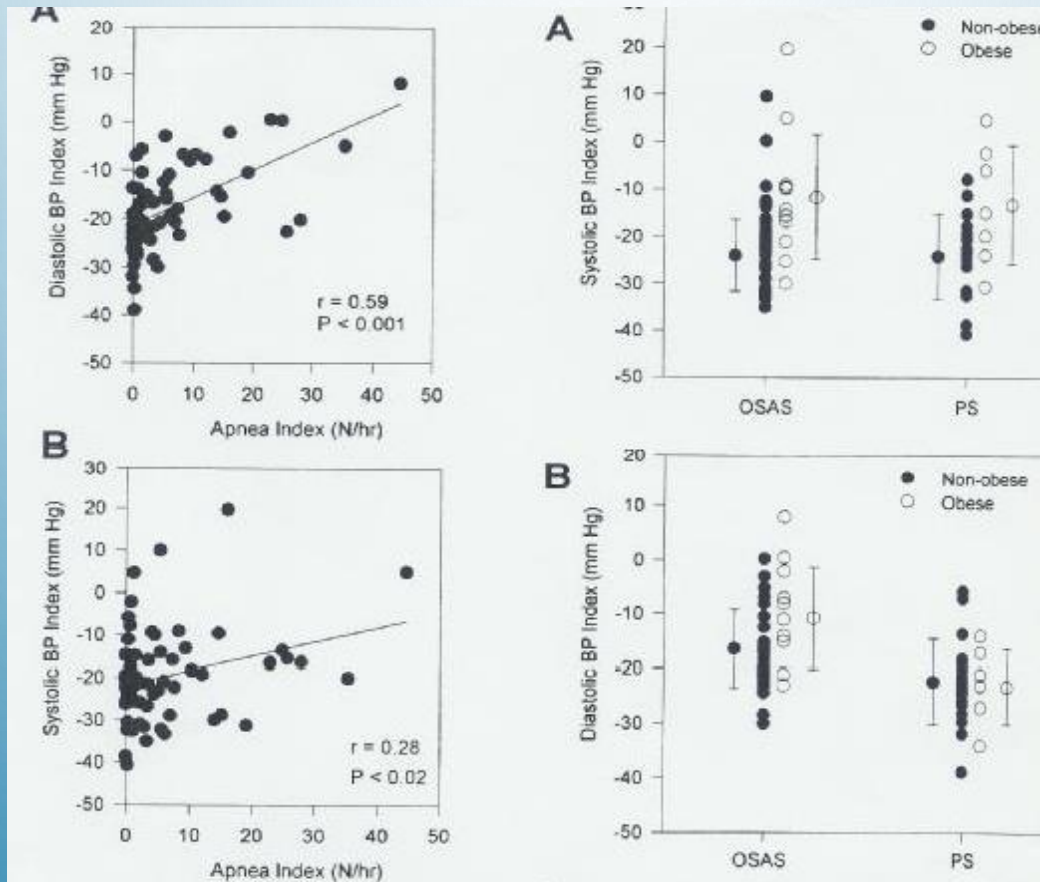 A
Diastolic BP Index (mm Hg)
20
10
0
-10
-20
-30
-40
-50
r = 0.59
P < 0.001
0 10 20 30 40 50
Apnea Index (N/hr)
B
Systolic BP Index (mm Hg)
30
20
10
0
-10
-20
-30
-40
-50
r = 0.28
P < 0.02
0 10 20 30 40 50
Apnea Index (N/hr)
A
Systolic BP Index (mm Hg)
30
20
10
0
-10
-20
-30
-40
-50
Non-obese
Obese
OSAS PS
B
Diastolic BP Index (mm Hg)
20
10
0
-10
-20
-30
-40
-50
Non-obese
Obese
OSAS PS